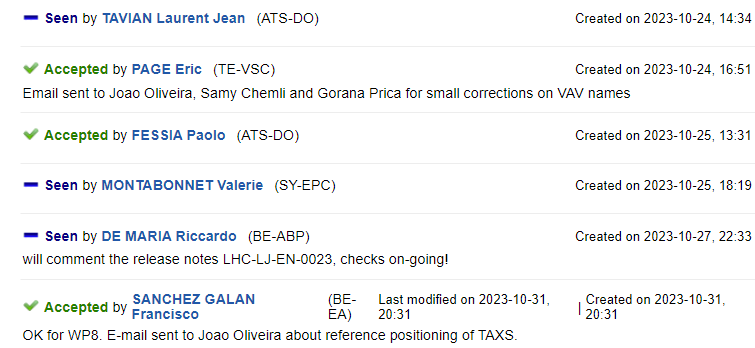 Seen by TAVIAN Laurent Jean (ATS-DO) Created on 2023-10-24, 14:34
Accepted by PAGE Eric (TE-VSC) Created on 2023-10-24, 16:51
Email sent to Joao Oliveira, Samy Chemli and Gorana Prica for small corrections on VAV names
Accepted by FESSIA Paolo (ATS-DO) Created on 2023-10-25, 13:31
Seen by MONTABONNET Valerie (SY-EPC) Created on 2023-10-25, 18:19
Seen by DE MARIA Riccardo (BE-ABP) Created on 2023-10-27, 22:33
will comment the release notes LHC-LJ-EN-0023, checks on-going!
Accepted by SANCHEZ GALAN Francisco (BE-EA) Last modified on 2023-10-31, 20:31 | Created on 2023-10-31, 20:31
OK for WP8. E-mail sent to Joao Oliveira about reference positioning of TAXS.